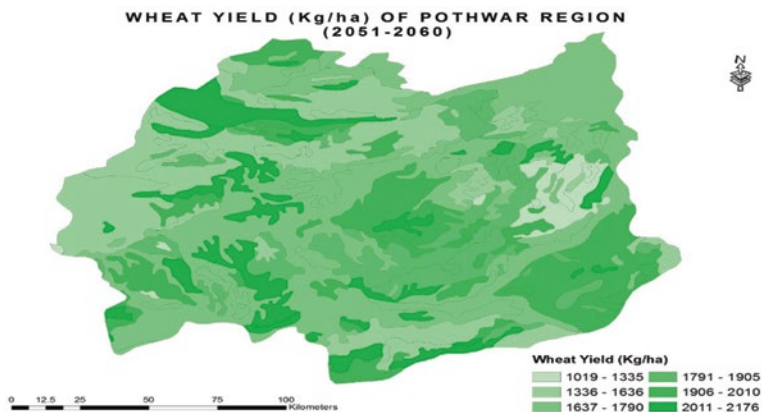 WHEAT YIELD (Kg/ha) OF POTHWAR REGION
(2051-2060)
N
Wheat Yield (Kg/ha)
1019 - 1335
1336 - 1636
1637 - 1790
1791 - 1905
1906 - 2010
2011 - 2176
0 12.5 25 50 75 100
Kilometers